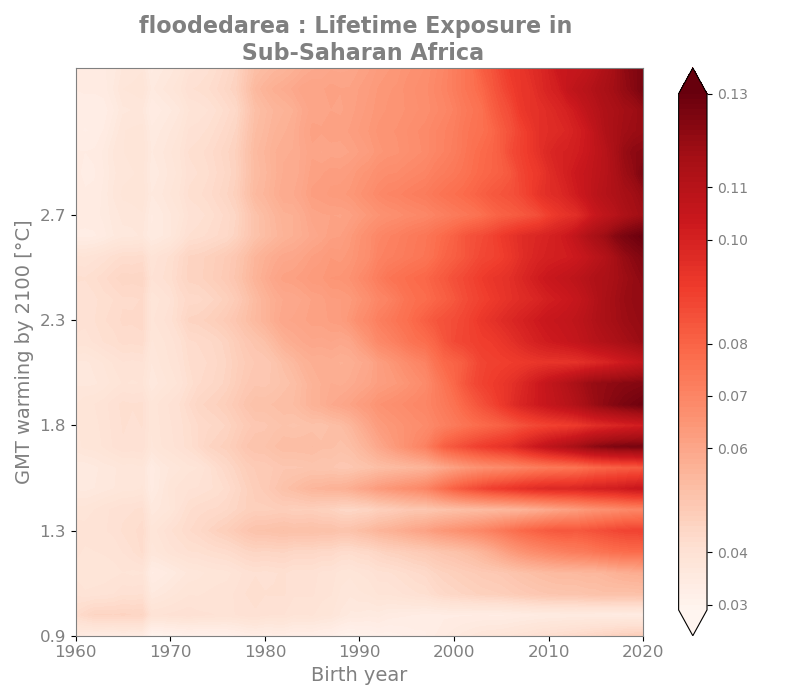 floodedarea : Lifetime Exposure in
Sub-Saharan Africa
GMT warming by 2100 [°C]
2.7
2.3
1.8
1.3
0.9
1960 1970 1980 1990 2000 2010 2020
Birth year
0.13
0.11
0.10
0.08
0.07
0.06
0.04
0.03